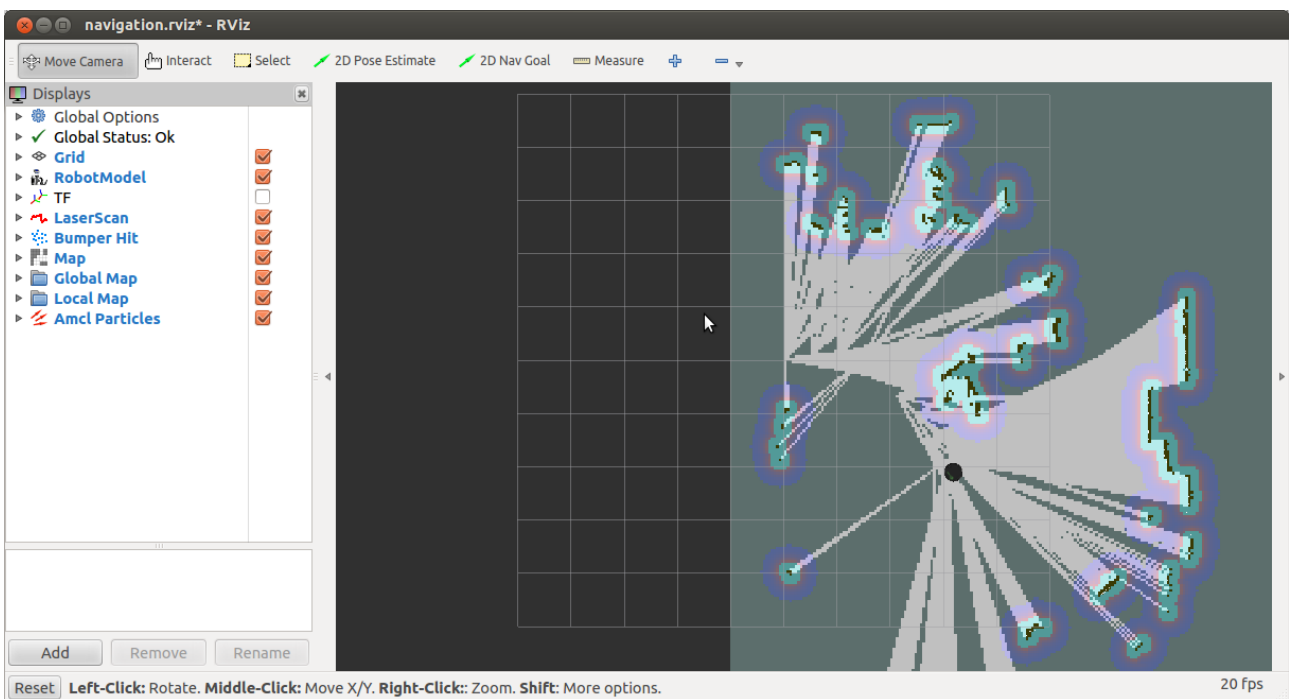 navigation.rviz* - RViz
Move Camera Interact Select 2D Pose Estimate 2D Nav Goal Measure
Displays
Global Options
Global Status: Ok
Grid
RobotModel
TF
LaserScan
Bumper Hit
Map
Global Map
Local Map
Amcl Particles
Add Remove Rename
Reset Left-Click: Rotate. Middle-Click: Move X/Y. Right-Click:: Zoom. Shift: More options. 20 fps